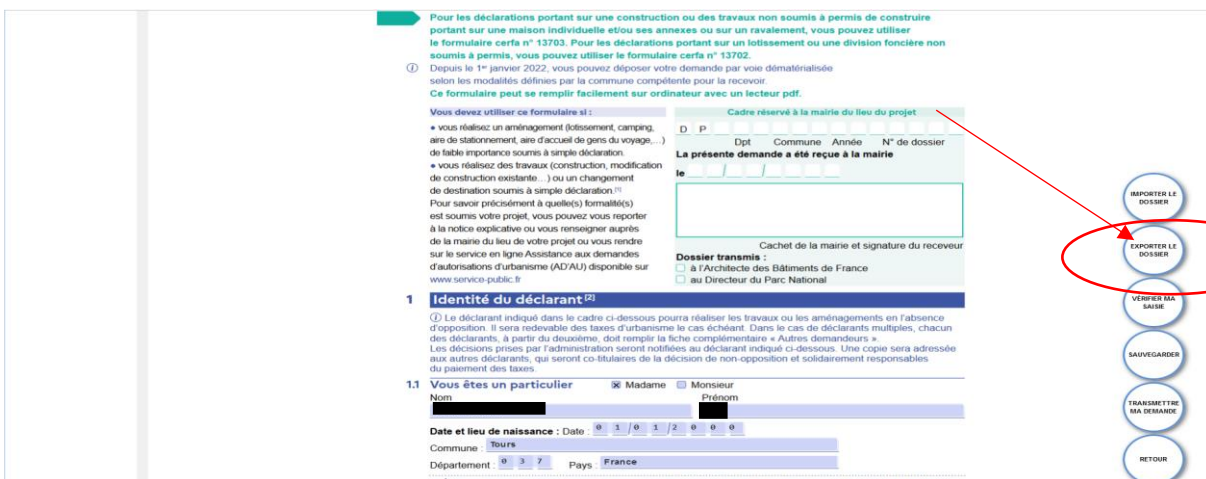 Pour les déclarations portant sur une construction ou des travaux non soumis à permis de construire
portant sur une maison individuelle et/ou ses annexes ou sur un ravalement, vous pouvez utiliser
le formulaire cerfa n° 13703. Pour les déclarations portant sur un lotissement ou une division foncière non
soumis à permis, vous pouvez utiliser le formulaire cerfa n° 13702.
Depuis le 1er janvier 2022, vous pouvez déposer votre demande par voie dématérialisée
selon les modalités définies par la commune compétente pour la recevoir.
Ce formulaire peut se remplir facilement sur ordinateur avec un lecteur pdf.
Vous devez utiliser ce formulaire si :
• vous réalisez un aménagement (lotissement, camping,
aire de stationnement, aire d'accueil de gens du voyage,…)
de faible importance soumis à simple déclaration.
• vous réalisez des travaux (construction, modification
de construction existante…) ou un changement
de destination soumis à simple déclaration.[1]
Pour savoir précisément à quelle(s) formalité(s)
est soumis votre projet, vous pouvez vous reporter
à la notice explicative ou vous renseigner auprès
de la mairie du lieu de votre projet ou vous rendre
sur le service en ligne Assistance aux demandes
d'autorisations d'urbanisme (AD'AU) disponible sur
www.service-public.fr
Cadre réservé à la mairie du lieu du projet
D P
Dpt Commune Année N° de dossier
La présente demande a été reçue à la mairie
le / /
Cachet de la mairie et signature du receveur
Dossier transmis :
à l'Architecte des Bâtiments de France
au Directeur du Parc National
1 Identité du déclarant [2]
Le déclarant indiqué dans le cadre ci-dessous pourra réaliser les travaux ou les aménagements en l'absence
d'opposition. Il sera redevable des taxes d'urbanisme le cas échéant. Dans le cas de déclarants multiples, chacun
des déclarants, à partir du deuxième, doit remplir la fiche complémentaire « Autres demandeurs ».
Les décisions prises par l'administration seront notifiées au déclarant indiqué ci-dessous. Une copie sera adressée
aux autres déclarants, qui seront co-titulaires de la décision de non-opposition et solidairement responsables
du paiement des taxes.
1.1 Vous êtes un particulier Madame Monsieur
Nom Prénom
Date et lieu de naissance : Date : 0 1 / 0 1 / 2 0 0 0
Commune : Tours
Département : 0 3 7 Pays : France
IMPORTER LE
DOSSIER
EXPORTER LE
DOSSIER
VÉRIFIER MA
SAISIE
SAUVEGARDER
TRANSMETTRE
MA DEMANDE
RETOUR